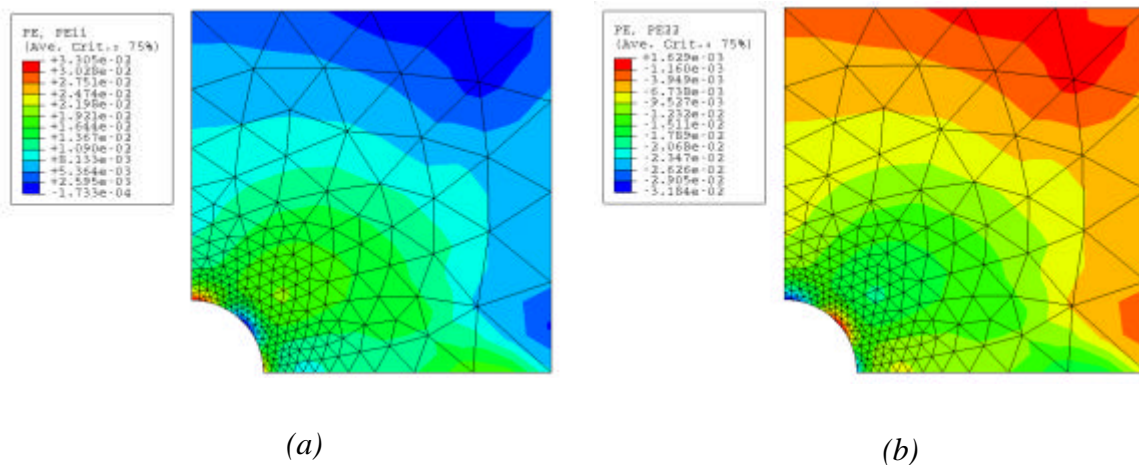 PE, PE11
(Ave. Crit.: 75%)
+3.305e-02
+3.028e-02
+2.751e-02
+2.474e-02
+2.198e-02
+1.921e-02
+1.644e-02
+1.367e-02
+1.090e-02
+8.133e-03
+5.364e-03
+2.595e-03
-1.733e-04
PE, PE22
(Ave. Crit.: 75%)
+1.629e-03
-1.160e-03
-3.949e-03
-6.738e-03
-9.527e-03
-1.232e-02
-1.511e-02
-1.789e-02
-2.068e-02
-2.347e-02
-2.626e-02
-2.905e-02
-3.184e-02
(a)
(b)